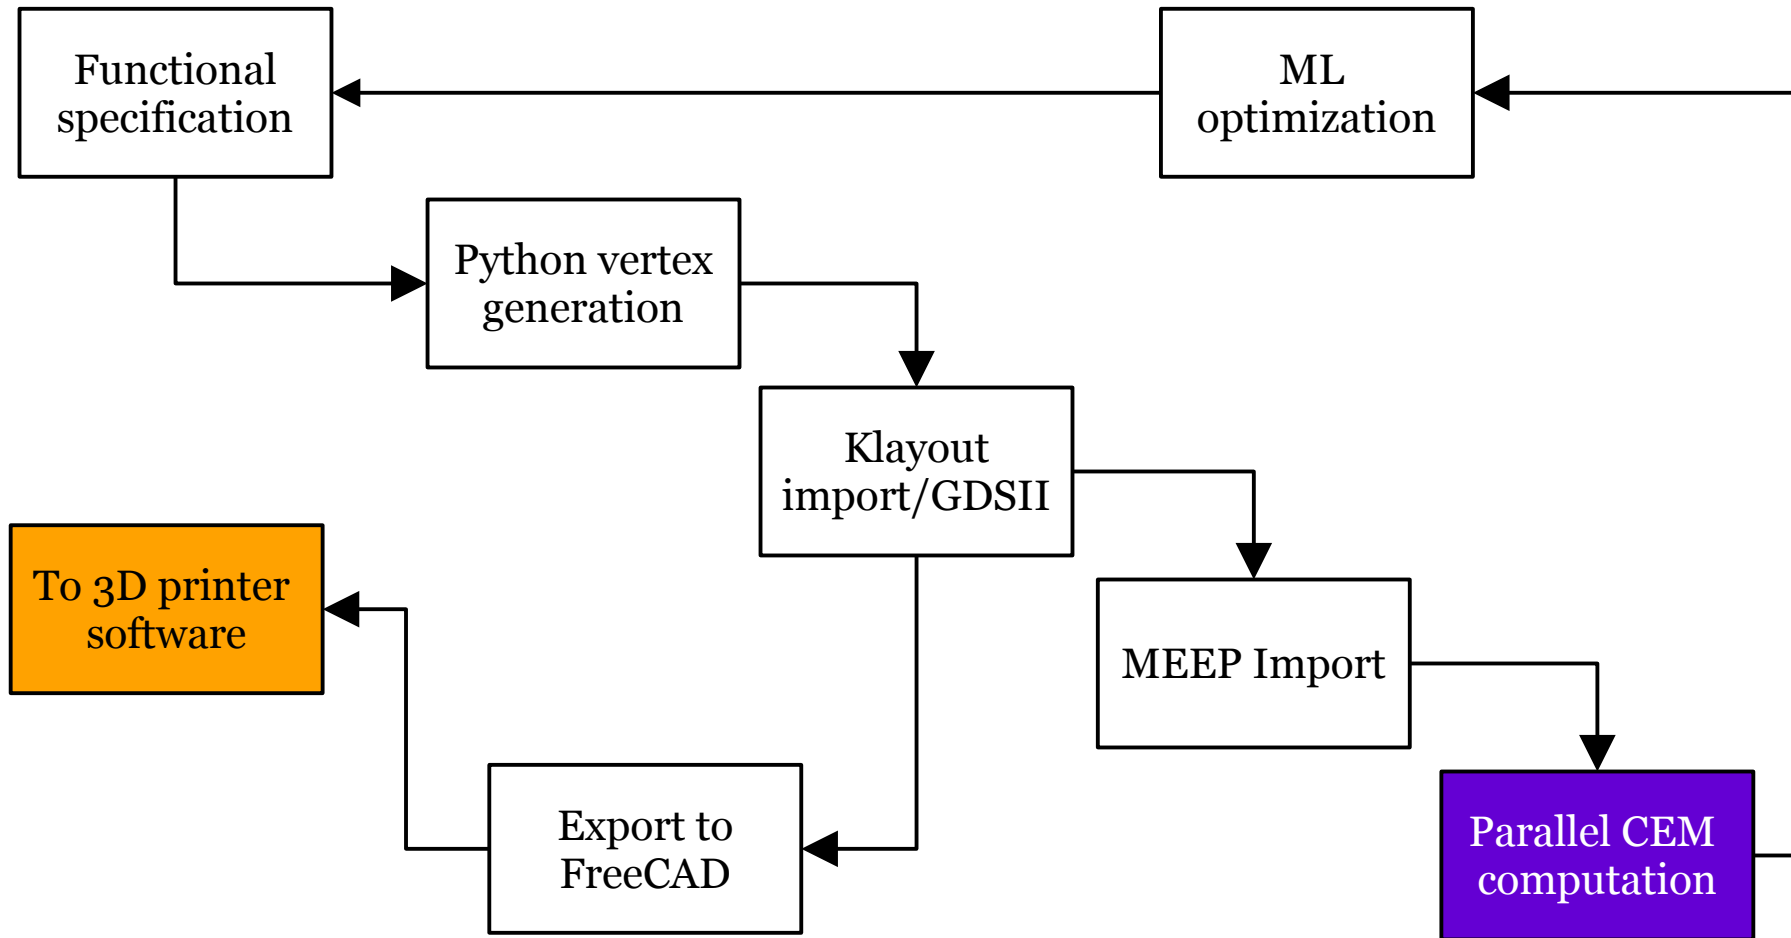 Functional
specification
ML
optimization
Python vertex
generation
Klayout
import/GDSII
To 3D printer
software
MEEP Import
Export to
FreeCAD
Parallel CEM
computation